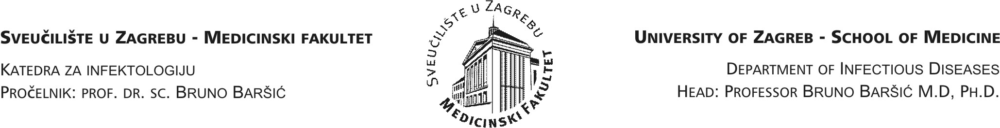 SVEUČILIŠTE U ZAGREBU - MEDICINSKI FAKULTET
KATEDRA ZA INFEKTOLOGIJU
PROČELNIK: PROF. DR. SC. BRUNO BARŠIĆ
SVEUČILIŠTE U ZAGREBU
MEDICINSKI FAKULTET
UNIVERSITY OF ZAGREB - SCHOOL OF MEDICINE
DEPARTMENT OF INFECTIOUS DISEASES
HEAD: PROFESSOR BRUNO BARŠIĆ M.D, PH.D.